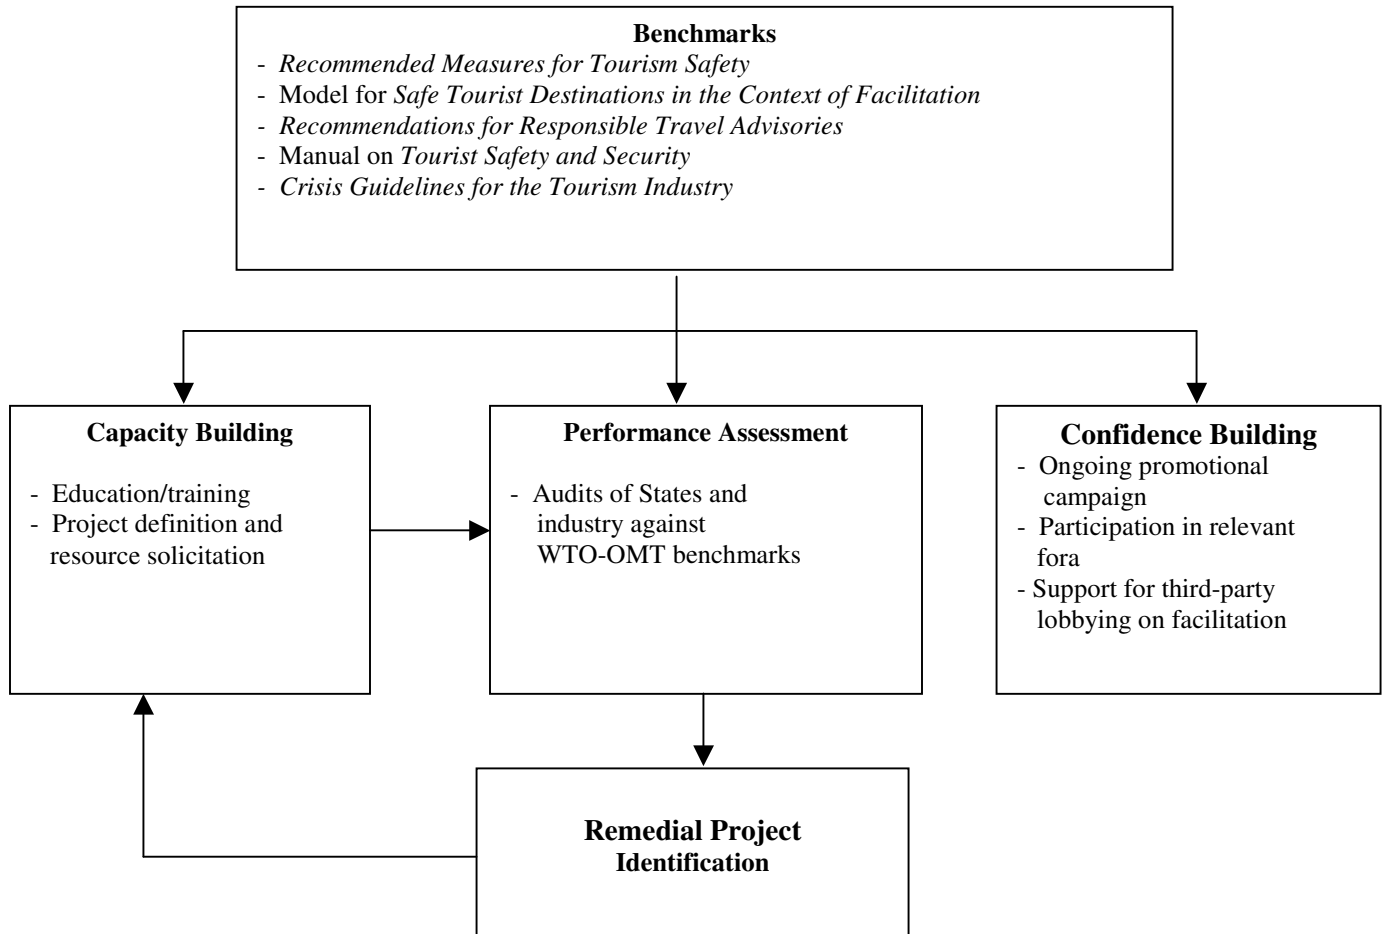 Benchmarks
- Recommended Measures for Tourism Safety
- Model for Safe Tourist Destinations in the Context of Facilitation
- Recommendations for Responsible Travel Advisories
- Manual on Tourist Safety and Security
- Crisis Guidelines for the Tourism Industry
Capacity Building
- Education/training
- Project definition and
resource solicitation
Performance Assessment
- Audits of States and
industry against
WTO-OMT benchmarks
Confidence Building
- Ongoing promotional
campaign
- Participation in relevant
fora
- Support for third-party
lobbying on facilitation
Remedial Project
Identification